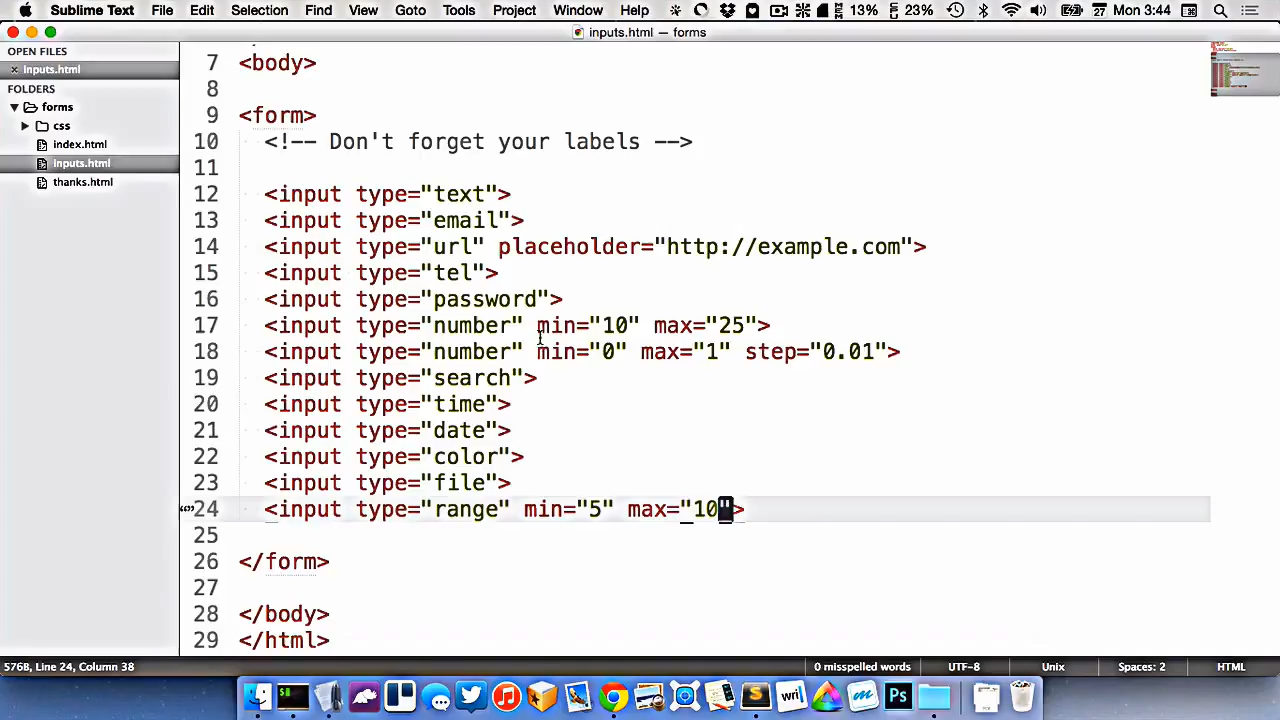 Sublime Text File Edit Selection Find View Goto Tools Project Window Help 13% 23% 27 Mon 3:44
inputs.html — forms
OPEN FILES
inputs.html
FOLDERS
forms
css
index.html
inputs.html
thanks.html
7 <body>
8
9 <form>
10 <!-- Don't forget your labels -->
11
12 <input type="text">
13 <input type="email">
14 <input type="url" placeholder="http://example.com">
15 <input type="tel">
16 <input type="password">
17 <input type="number" min="10" max="25">
18 <input type="number" min="0" max="1" step="0.01">
19 <input type="search">
20 <input type="time">
21 <input type="date">
22 <input type="color">
23 <input type="file">
24 <input type="range" min="5" max="10">
25
26 </form>
27
28 </body>
29 </html>
576B, Line 24, Column 38 0 misspelled words UTF-8 Unix Spaces: 2 HTML
wri Ps